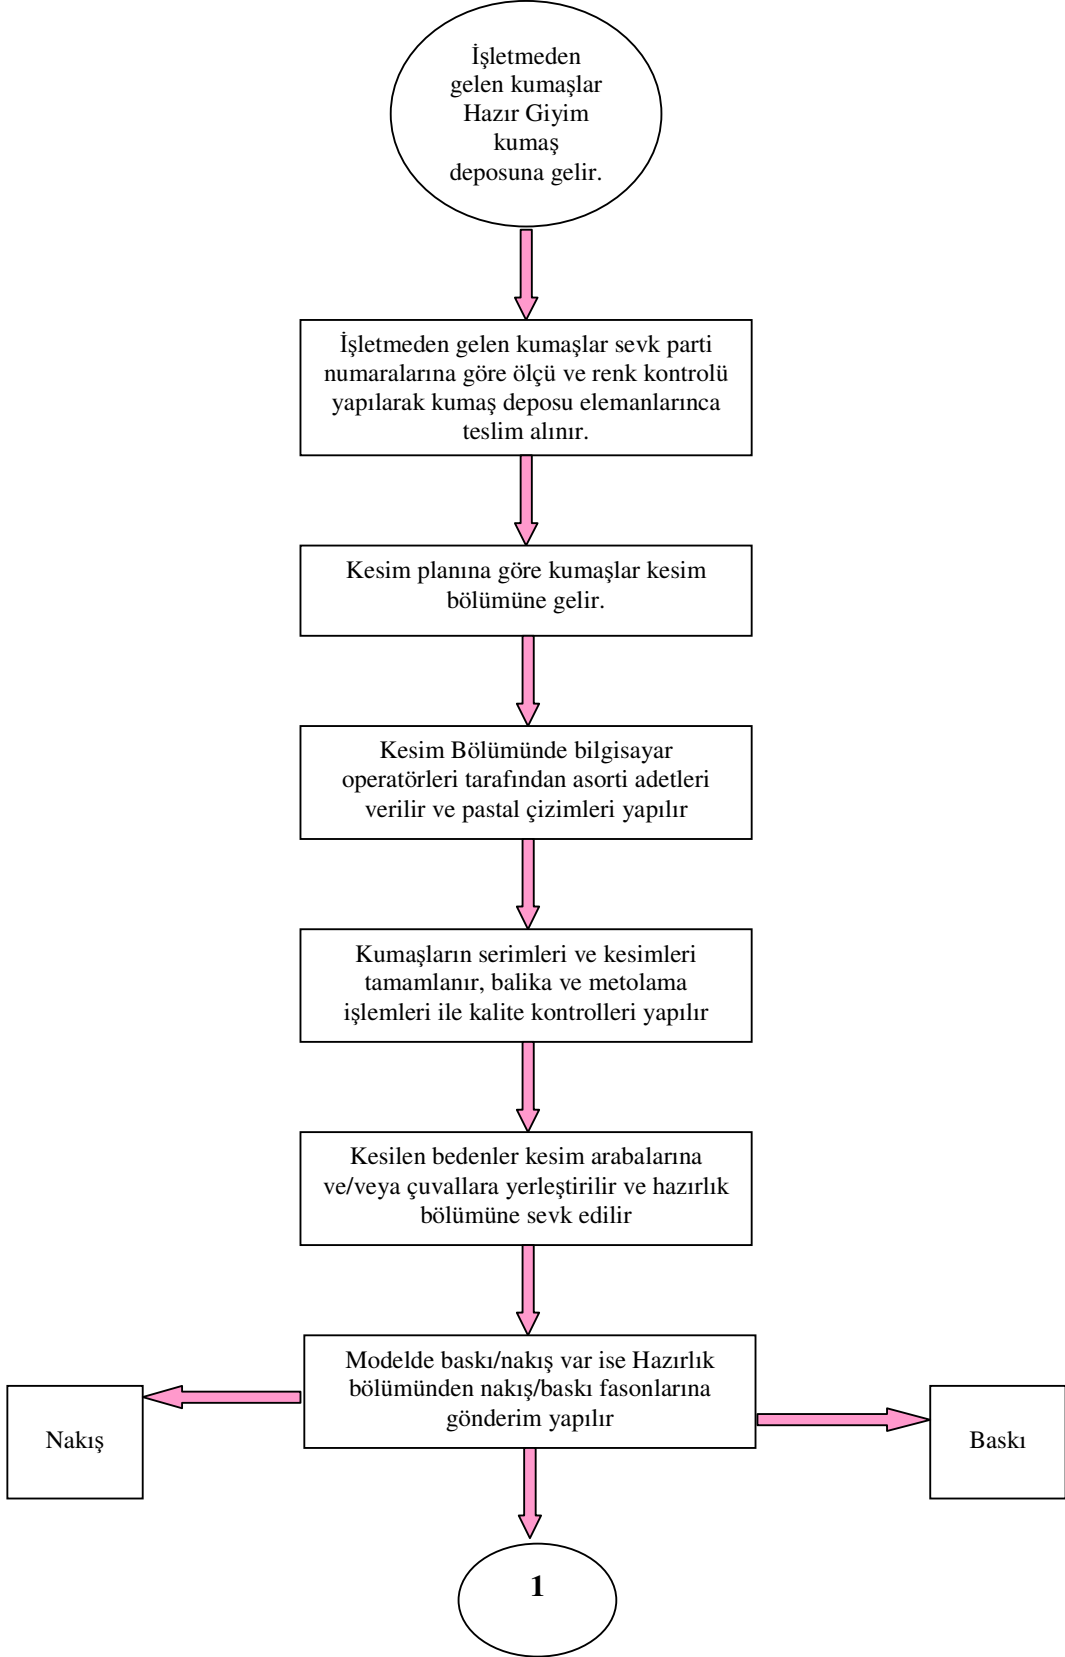 İşletmeden
gelen kumaşlar
Hazır Giyim
kumaş
deposuna gelir.
İşletmeden gelen kumaşlar sevk parti
numaralarına göre ölçü ve renk kontrolü
yapılarak kumaş deposu elemanlarınca
teslim alınır.
Kesim planına göre kumaşlar kesim
bölümüne gelir.
Kesim Bölümünde bilgisayar
operatörleri tarafından asorti adetleri
verilir ve pastal çizimleri yapılır
Kumaşların serimleri ve kesimleri
tamamlanır, balika ve metolama
işlemleri ile kalite kontrolleri yapılır
Kesilen bedenler kesim arabalarına
ve/veya çuvallara yerleştirilir ve hazırlık
bölümüne sevk edilir
Modelde baskı/nakış var ise Hazırlık
bölümünden nakış/baskı fasonlarına
gönderim yapılır
Nakış
Baskı
1